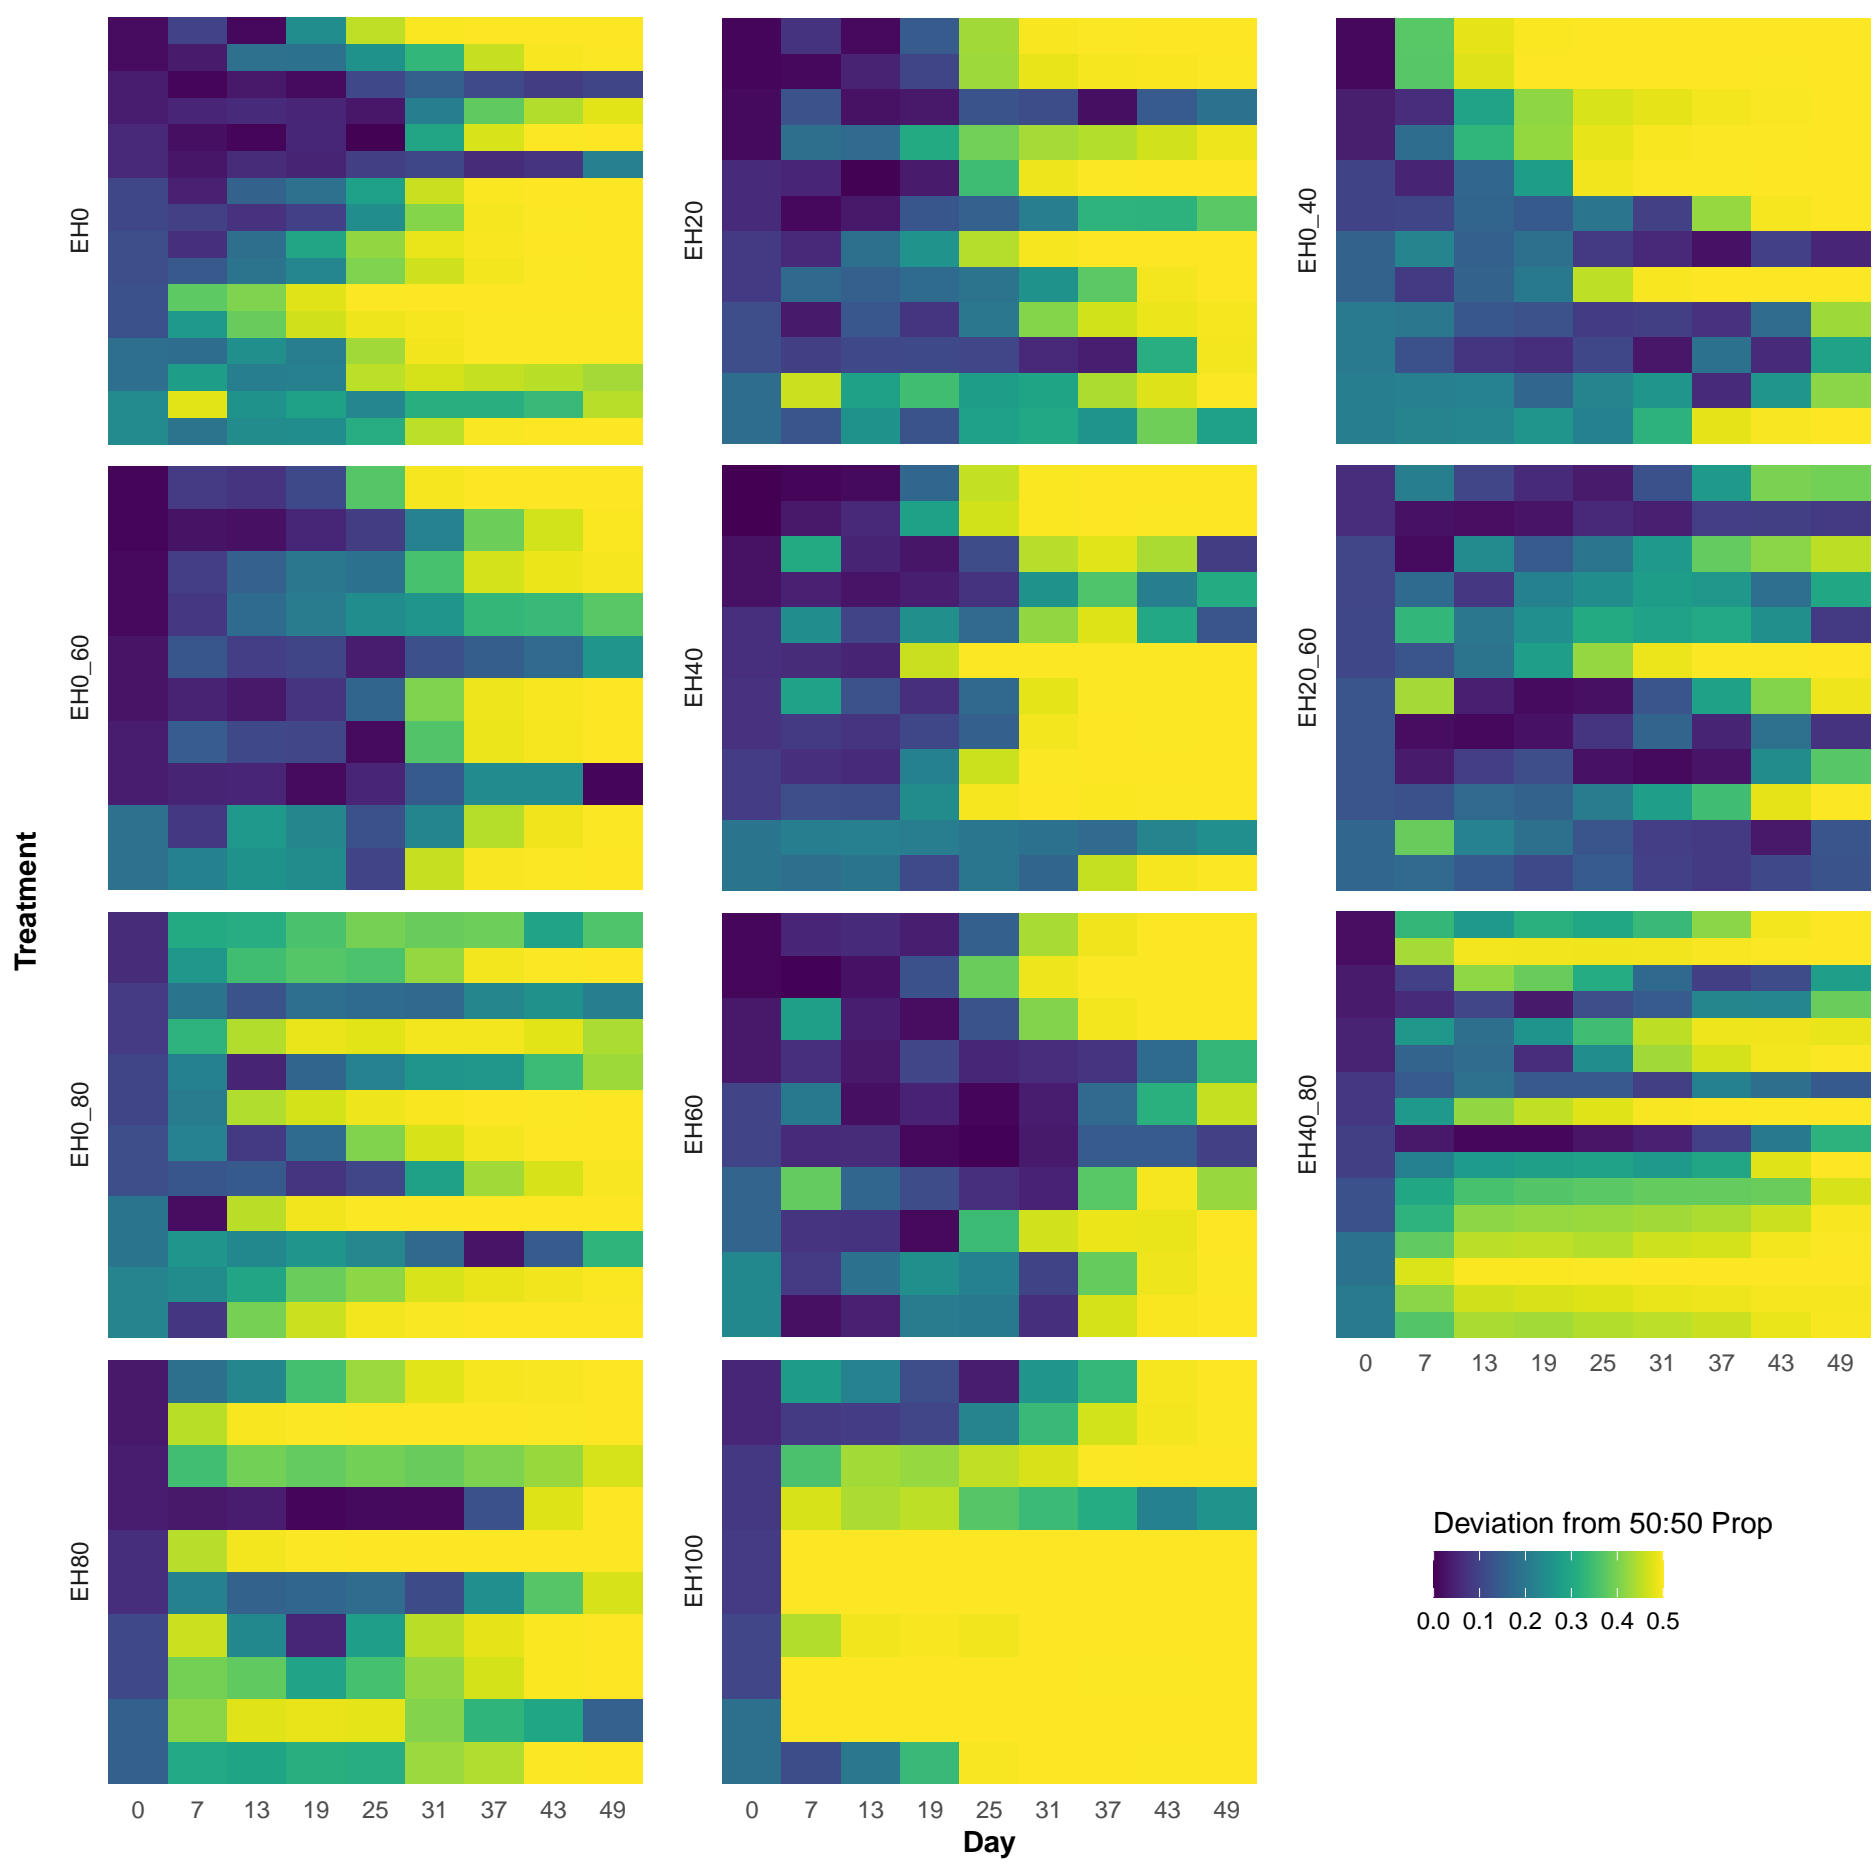 Treatment
EH0
EH20
EH0_40
EH0_60
EH40
EH20_60
EH0_80
EH60
EH40_80
0 7 13 19 25 31 37 43 49
EH80
EH100
Deviation from 50:50 Prop
0.0 0.1 0.2 0.3 0.4 0.5
0 7 13 19 25 31 37 43 49
0 7 13 19 25 31 37 43 49
Day